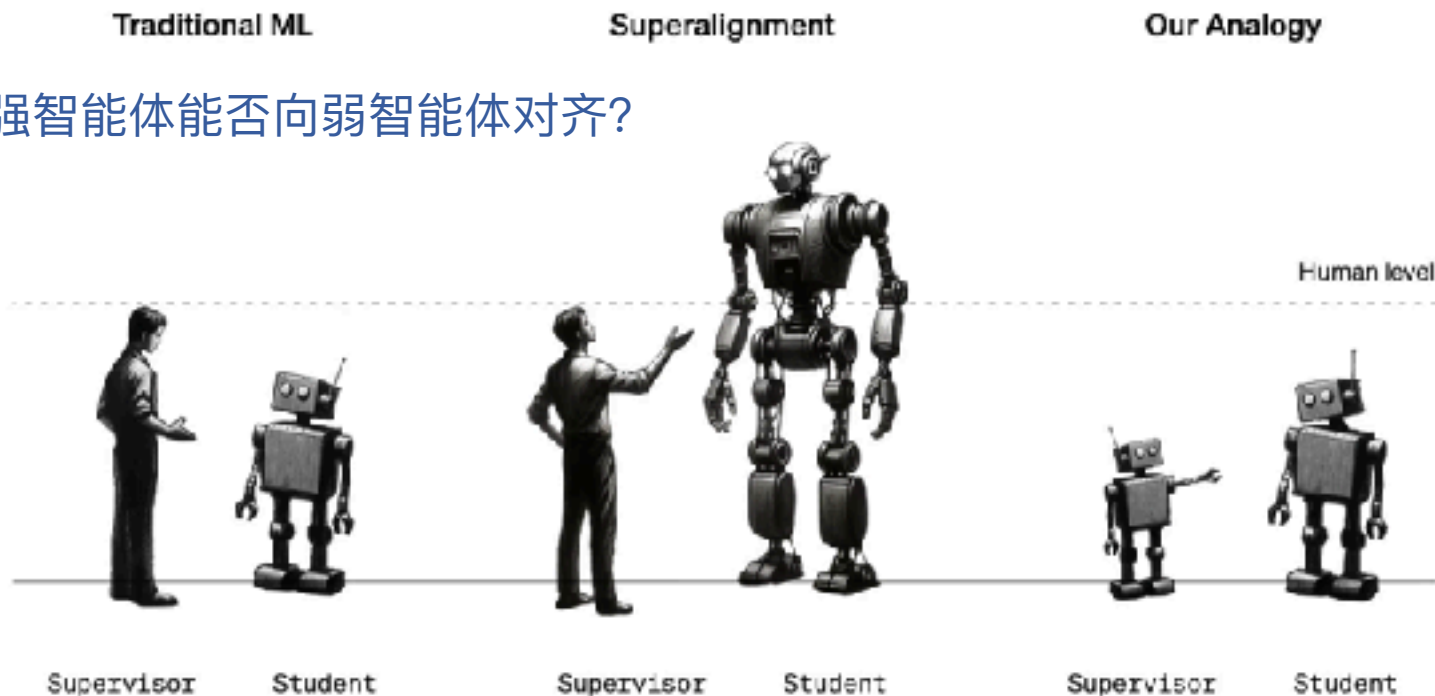 Traditional ML Superalignment Our Analogy
强智能体能否向弱智能体对齐?
Human level
Supervisor Student Supervisor Student Supervisor Student